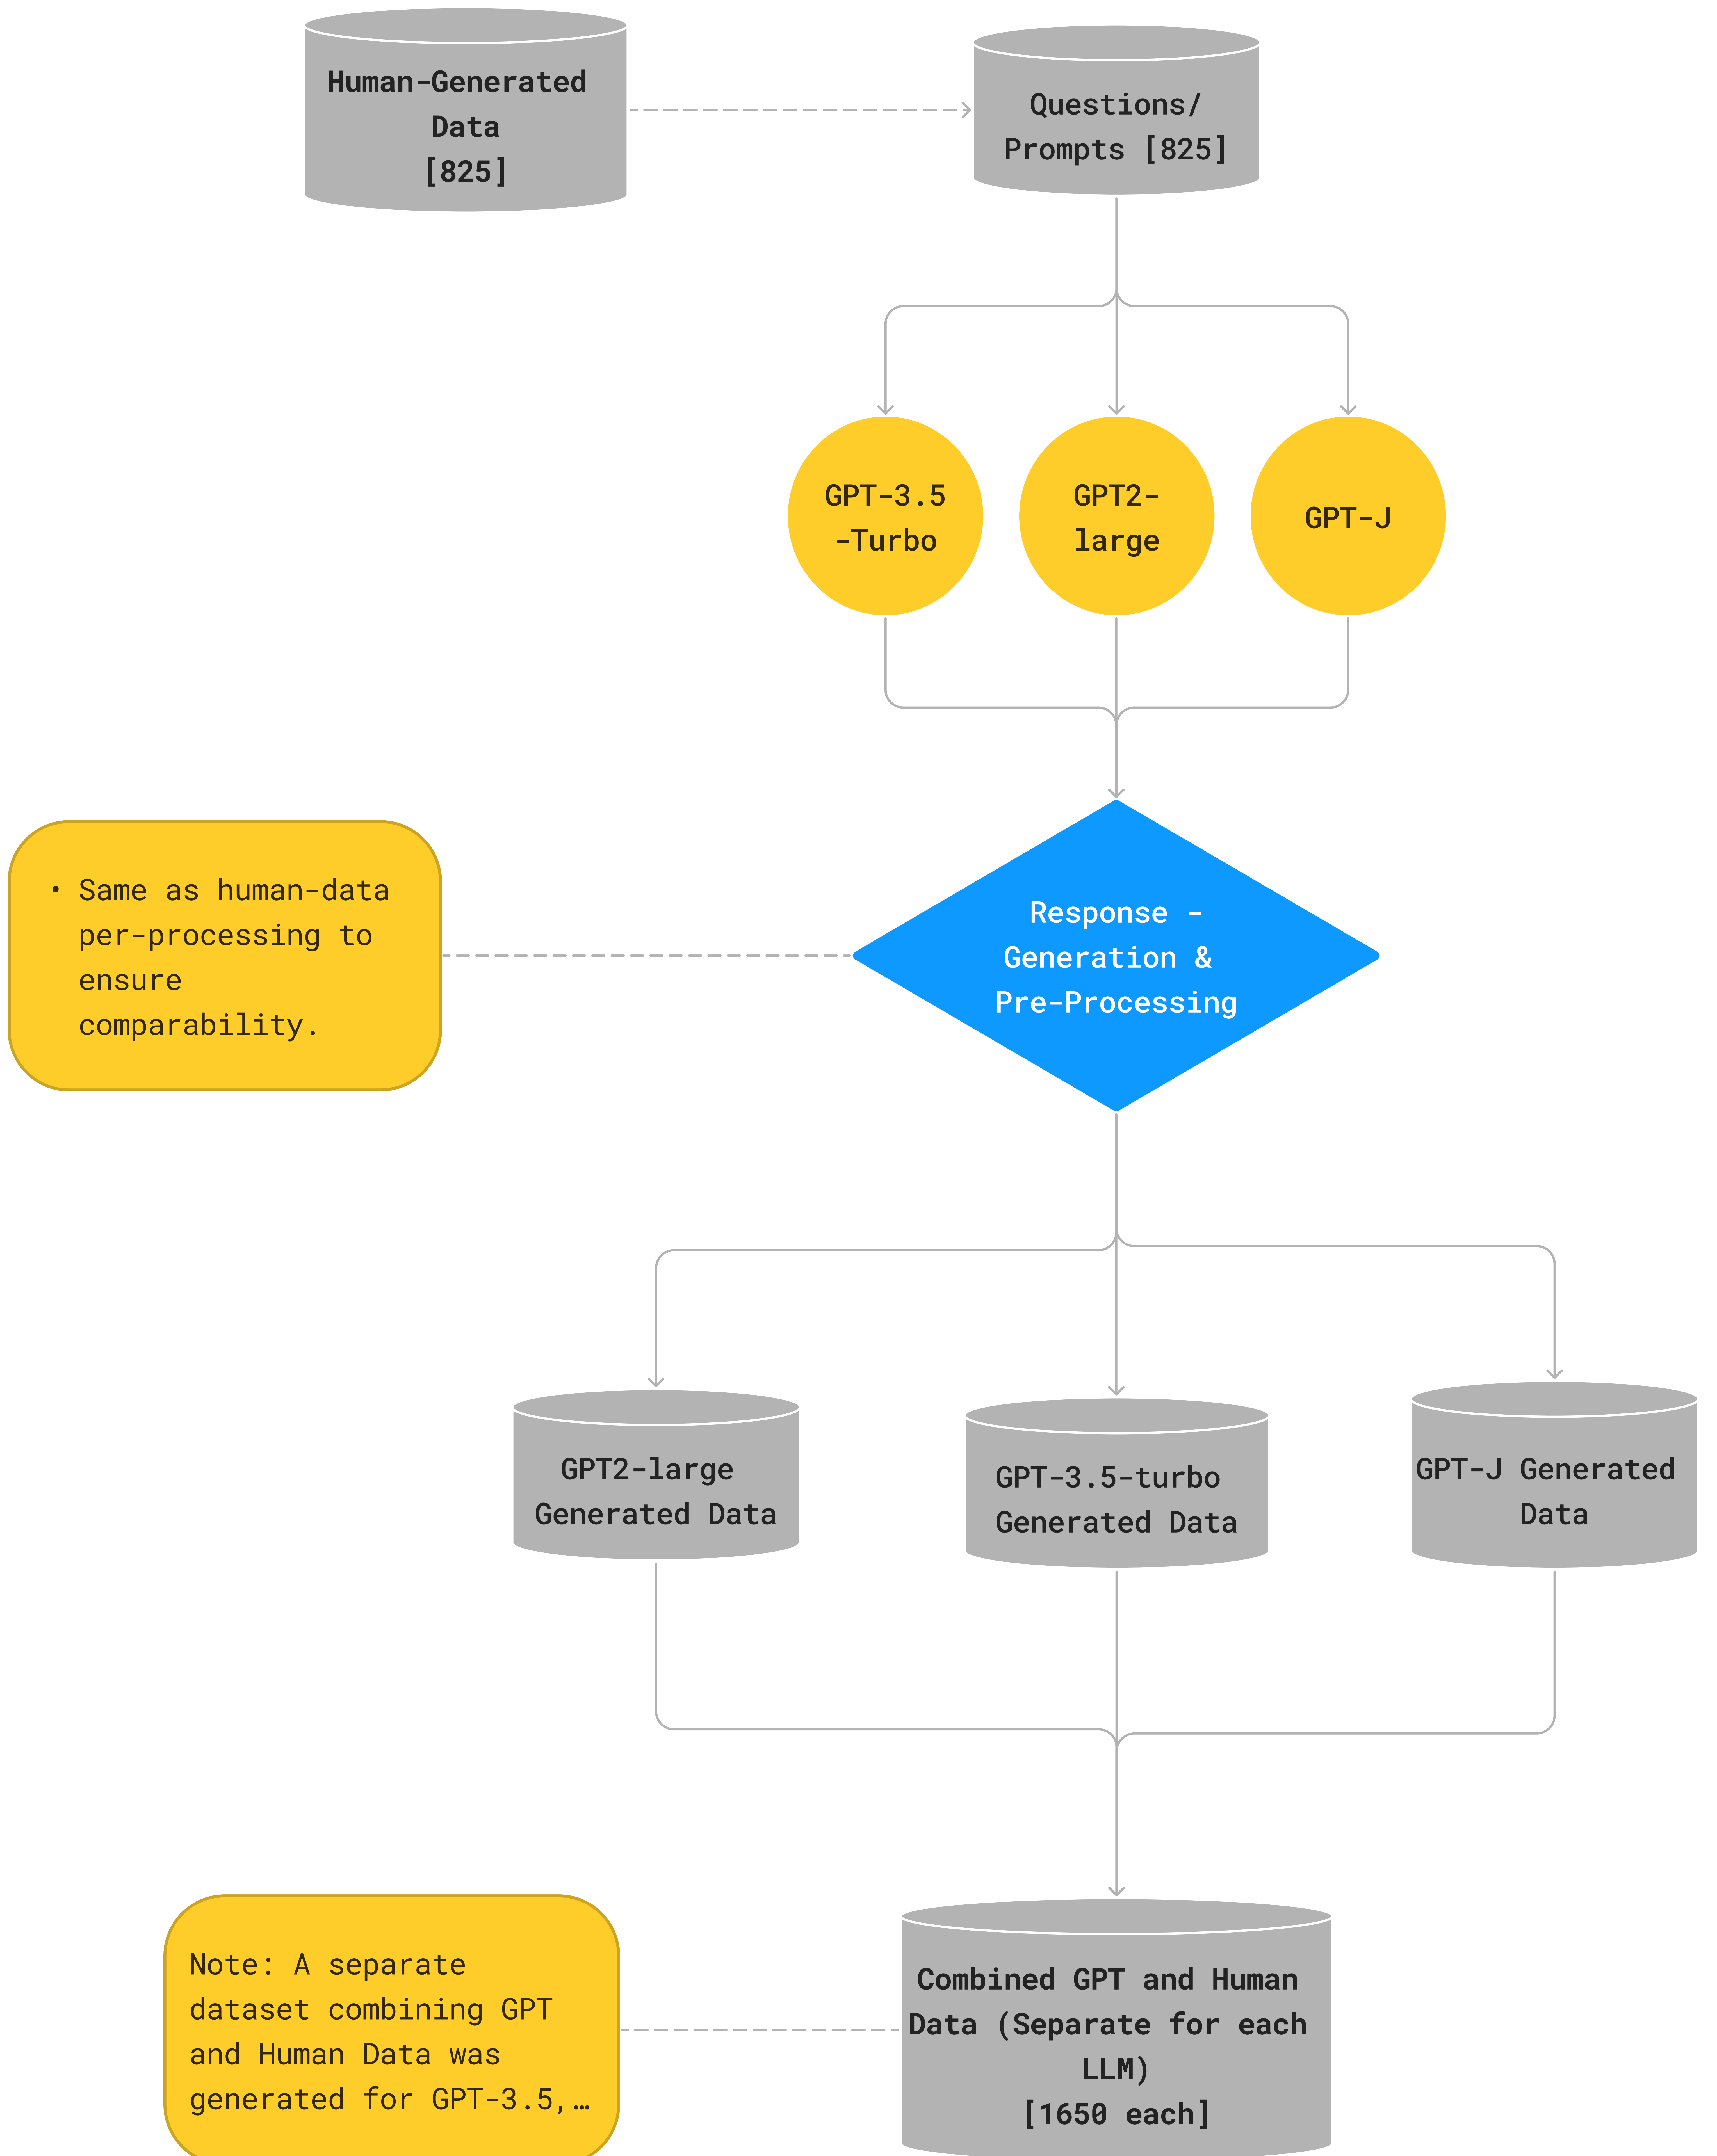 Human-Generated
Data
[825]
Questions/
Prompts [825]
GPT-3.5
-Turbo
GPT2-
large
GPT-J
• Same as human-data
per-processing to
ensure
comparability.
Response -
Generation &
Pre-Processing
GPT2-large
Generated Data
GPT-3.5-turbo
Generated Data
GPT-J Generated
Data
Note: A separate
dataset combining GPT
and Human Data was
generated for GPT-3.5,…
Combined GPT and Human
Data (Separate for each
LLM)
[1650 each]